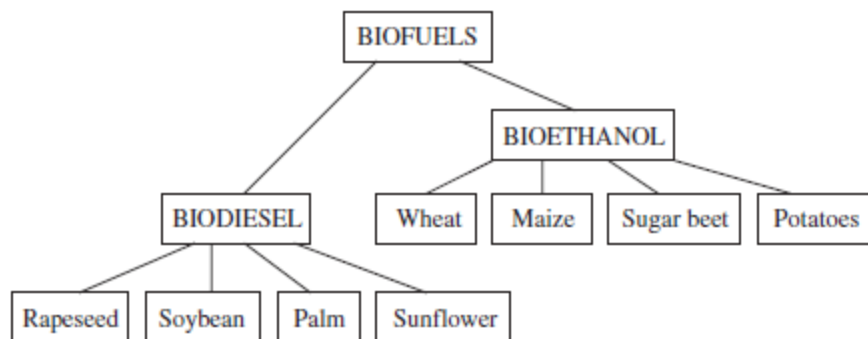 BIOFUELS
BIOETHANOL
BIODIESEL
Wheat
Maize
Sugar beet
Potatoes
Rapeseed
Soybean
Palm
Sunflower